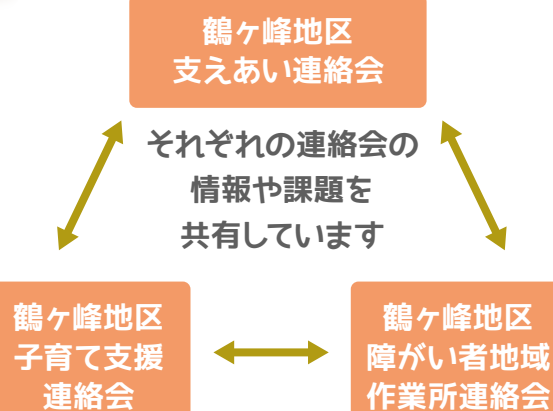 鶴ヶ峰地区
支えあい連絡会
それぞれの連絡会の
情報や課題を
共有しています
鶴ヶ峰地区
子育て支援
連絡会
鶴ヶ峰地区
障がい者地域
作業所連絡会